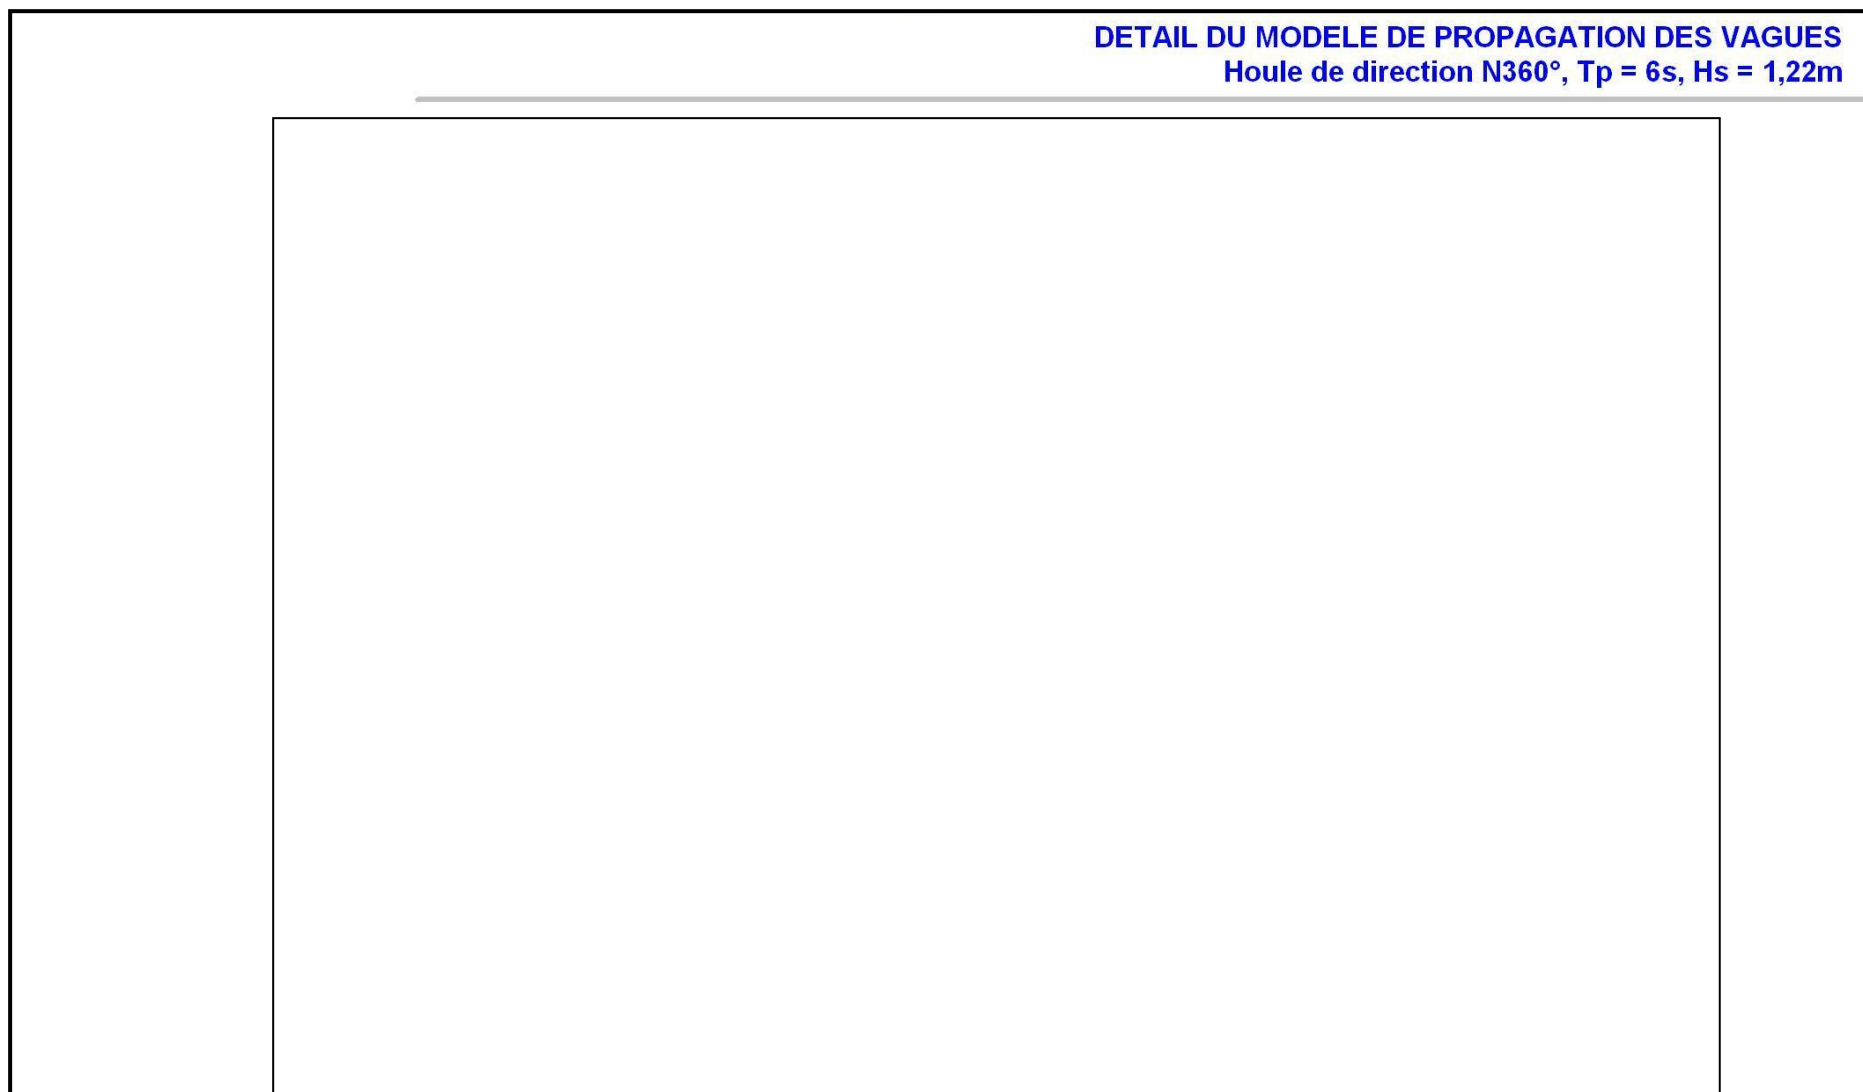 DETAIL DU MODELE DE PROPAGATION DES VAGUES
Houle de direction N360°, Tp = 6s, Hs = 1,22m